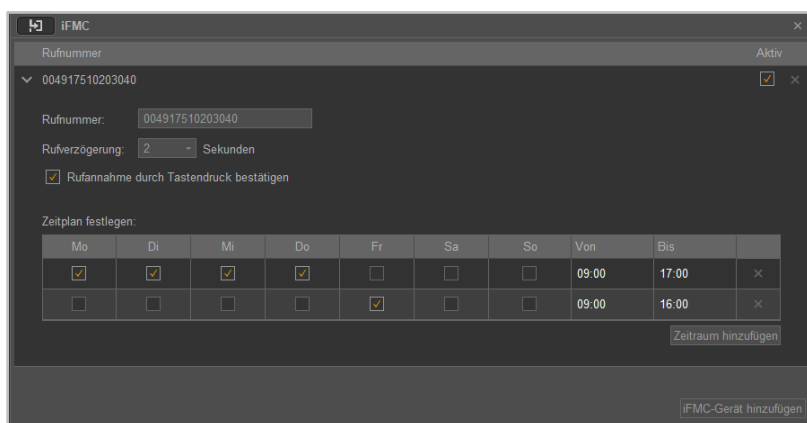 iFMC
Rufnummer Aktiv
004917510203040
Rufnummer: 004917510203040
Rufverzögerung: 2 Sekunden
Rufannahme durch Tastendruck bestätigen
Zeitplan festlegen:
Mo Di Mi Do Fr Sa So Von Bis
09:00 17:00
09:00 16:00
Zeitraum hinzufügen
iFMC-Gerät hinzufügen